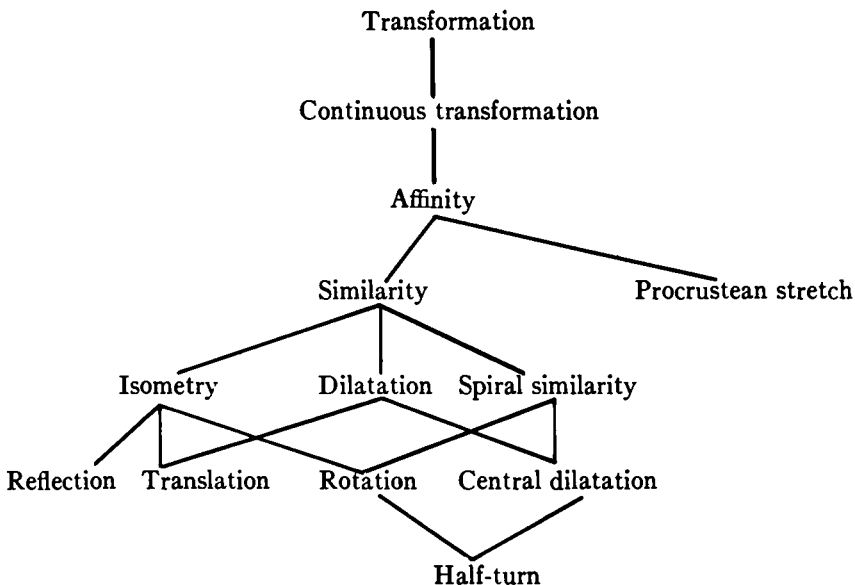 Transformation
Continuous transformation
Affinity
Similarity Procrustean stretch
Isometry Dilatation Spiral similarity
Reflection Translation Rotation Central dilatation
Half-turn